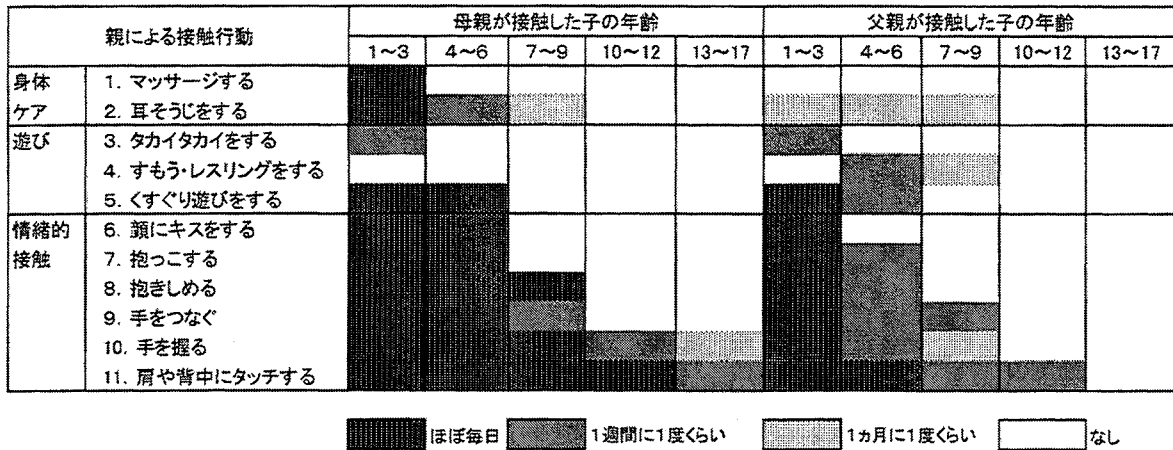 親による接触行動 母親が接触した子の年齢 父親が接触した子の年齢
1～3 4～6 7～9 10～12 13～17 1～3 4～6 7～9 10～12 13～17
身体 1. マッサージする
ケア 2. 耳そうじをする
遊び 3. タカイタカイをする
4. すもう・レスリングをする
5. くすぐり遊びをする
情緒的 6. 顔にキスをする
接触 7. 抱っこする
8. 抱きしめる
9. 手をつなぐ
10. 手を握る
11. 肩や背中にタッチする
ほぼ毎日 1週間に1度くらい 1ヵ月に1度くらい なし